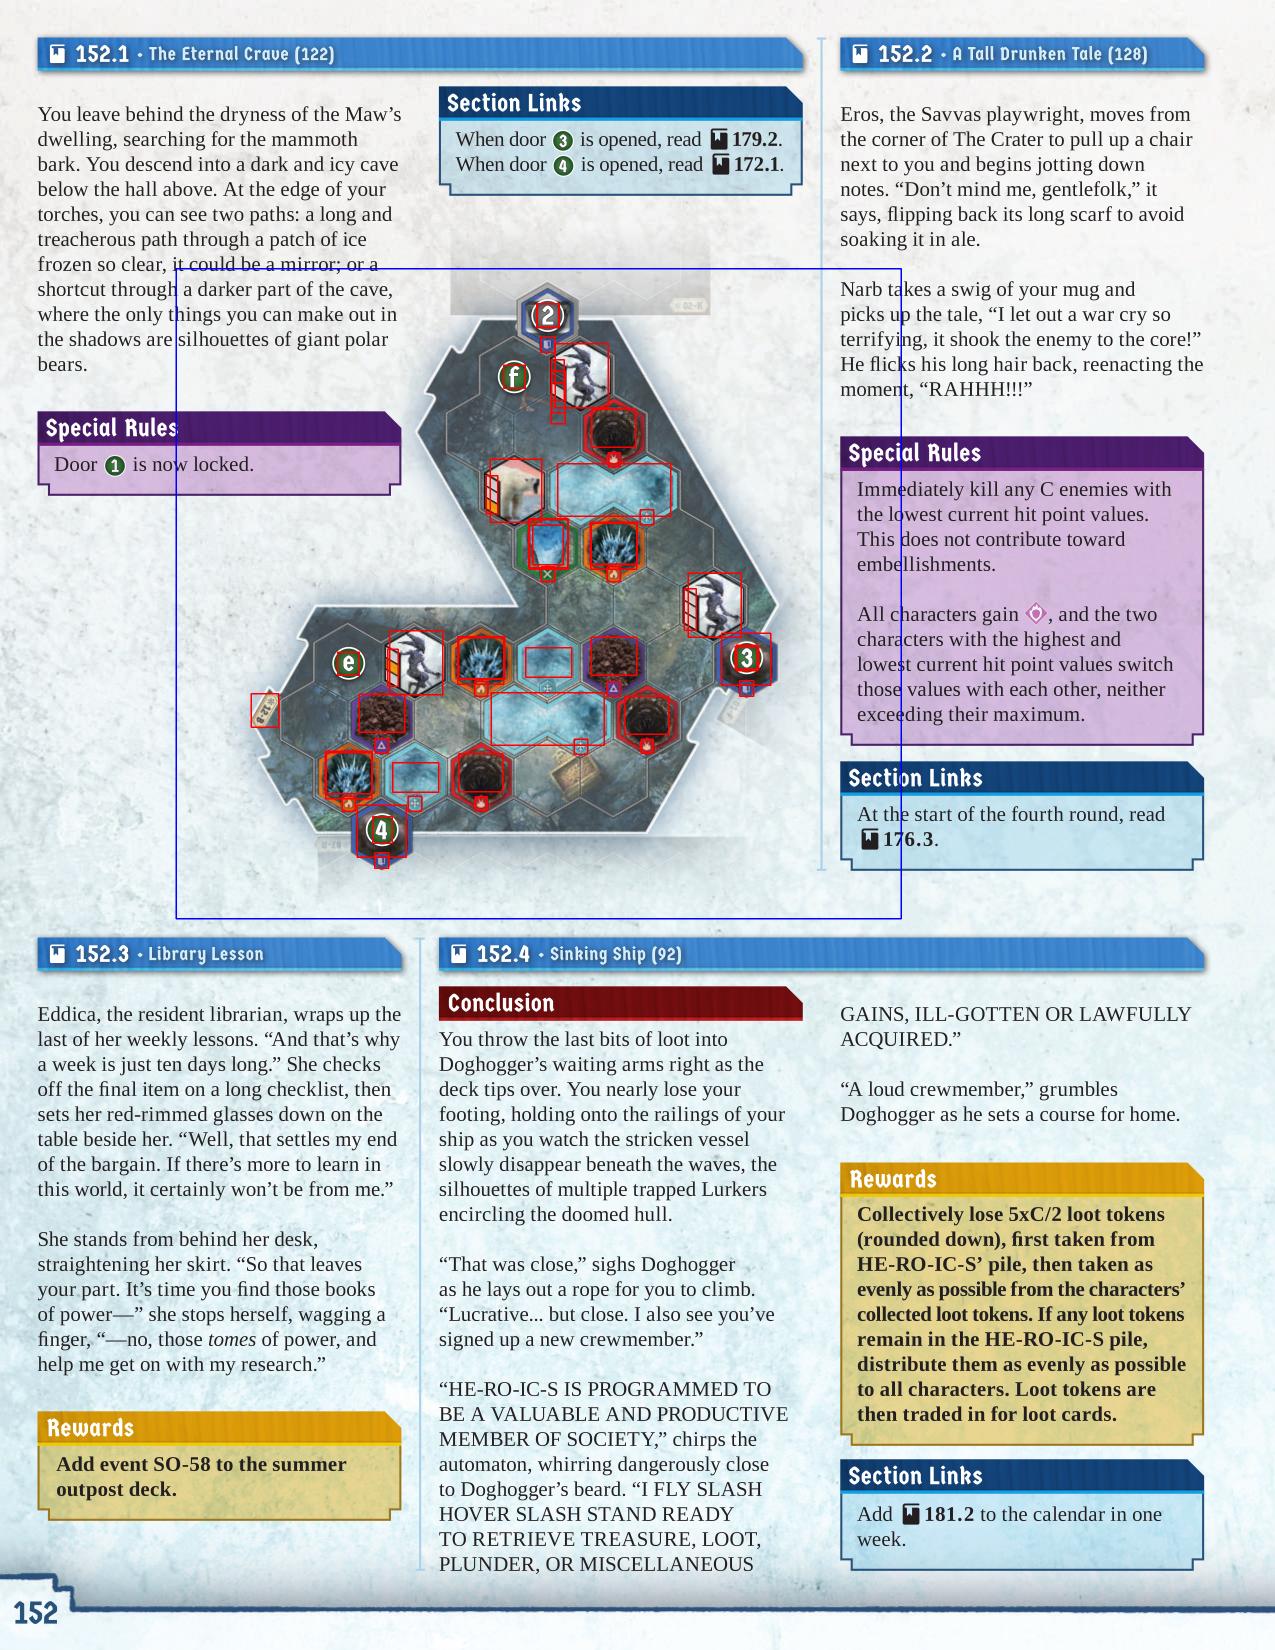 152.1 · The Eternal Crave (122)
You leave behind the dryness of the Maw's
dwelling, searching for the mammoth
bark. You descend into a dark and icy cave
below the hall above. At the edge of your
torches, you can see two paths: a long and
treacherous path through a patch of ice
frozen so clear, it could be a mirror; or a
shortcut through a darker part of the cave,
where the only things you can make out in
the shadows are silhouettes of giant polar
bears.
Special Rules
Door 1 is now locked.
Section Links
When door 3 is opened, read 179.2.
When door 4 is opened, read 172.1.
2
f
e
3
12-B
4
152.2 · A Tall Drunken Tale (128)
Eros, the Savvas playwright, moves from
the corner of The Crater to pull up a chair
next to you and begins jotting down
notes. “Don’t mind me, gentlefolk,” it
says, flipping back its long scarf to avoid
soaking it in ale.
Narb takes a swig of your mug and
picks up the tale, “I let out a war cry so
terrifying, it shook the enemy to the core!”
He flicks his long hair back, reenacting the
moment, “RAHHH!!!”
Special Rules
Immediately kill any C enemies with
the lowest current hit point values.
This does not contribute toward
embellishments.
All characters gain , and the two
characters with the highest and
lowest current hit point values switch
those values with each other, neither
exceeding their maximum.
Section Links
At the start of the fourth round, read
176.3.
152.3 · Library Lesson
Eddica, the resident librarian, wraps up the
last of her weekly lessons. “And that’s why
a week is just ten days long.” She checks
off the final item on a long checklist, then
sets her red-rimmed glasses down on the
table beside her. “Well, that settles my end
of the bargain. If there’s more to learn in
this world, it certainly won’t be from me.”
She stands from behind her desk,
straightening her skirt. “So that leaves
your part. It’s time you find those books
of power—” she stops herself, wagging a
finger, “—no, those tomes of power, and
help me get on with my research.”
Rewards
Add event SO-58 to the summer
outpost deck.
152.4 · Sinking Ship (92)
Conclusion
You throw the last bits of loot into
Doghogger’s waiting arms right as the
deck tips over. You nearly lose your
footing, holding onto the railings of your
ship as you watch the stricken vessel
slowly disappear beneath the waves, the
silhouettes of multiple trapped Lurkers
encircling the doomed hull.
“That was close,” sighs Doghogger
as he lays out a rope for you to climb.
“Lucrative... but close. I also see you’ve
signed up a new crewmember.”
“HE-RO-IC-S IS PROGRAMMED TO
BE A VALUABLE AND PRODUCTIVE
MEMBER OF SOCIETY,” chirps the
automaton, whirring dangerously close
to Doghogger’s beard. “I FLY SLASH
HOVER SLASH STAND READY
TO RETRIEVE TREASURE, LOOT,
PLUNDER, OR MISCELLANEOUS
GAINS, ILL-GOTTEN OR LAWFULLY
ACQUIRED.”
“A loud crewmember,” grumbles
Doghogger as he sets a course for home.
Rewards
Collectively lose 5xC/2 loot tokens
(rounded down), first taken from
HE-RO-IC-S’ pile, then taken as
evenly as possible from the characters’
collected loot tokens. If any loot tokens
remain in the HE-RO-IC-S pile,
distribute them as evenly as possible
to all characters. Loot tokens are
then traded in for loot cards.
Section Links
Add 181.2 to the calendar in one
week.
152